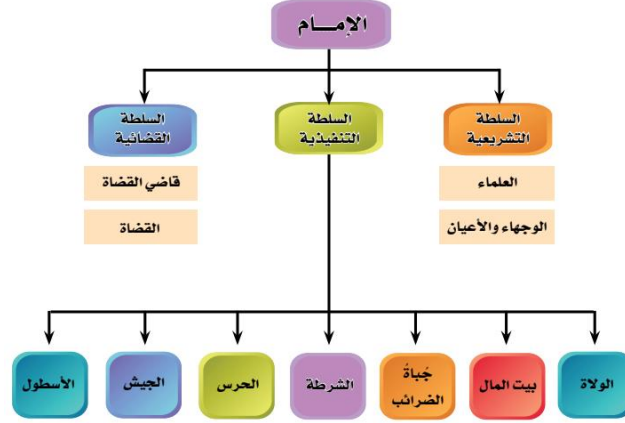 الإمـــام
السلطة
التشريعية
السلطة
التنفيذية
السلطة
القضائية
العلماء
الوجهاء والأعيان
قاضي القضاة
القضاة
الولاة
بيت المال
جُباةُ
الضرائب
الشرطة
الحرس
الجيش
الأسطول